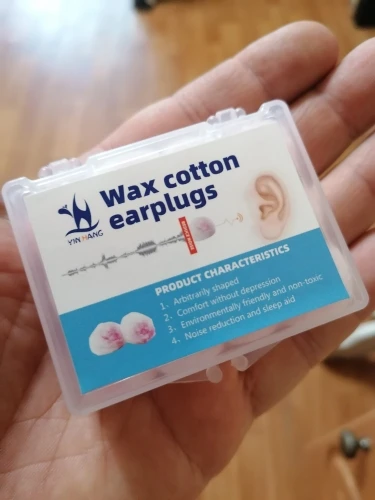 Wax cotton
earplugs
YIN HANG
PRODUCT CHARACTERISTICS
1. Arbitrarily shaped
2. Comfort without depression
3. Environmentally friendly and non-toxic
4. Noise reduction and sleep aid